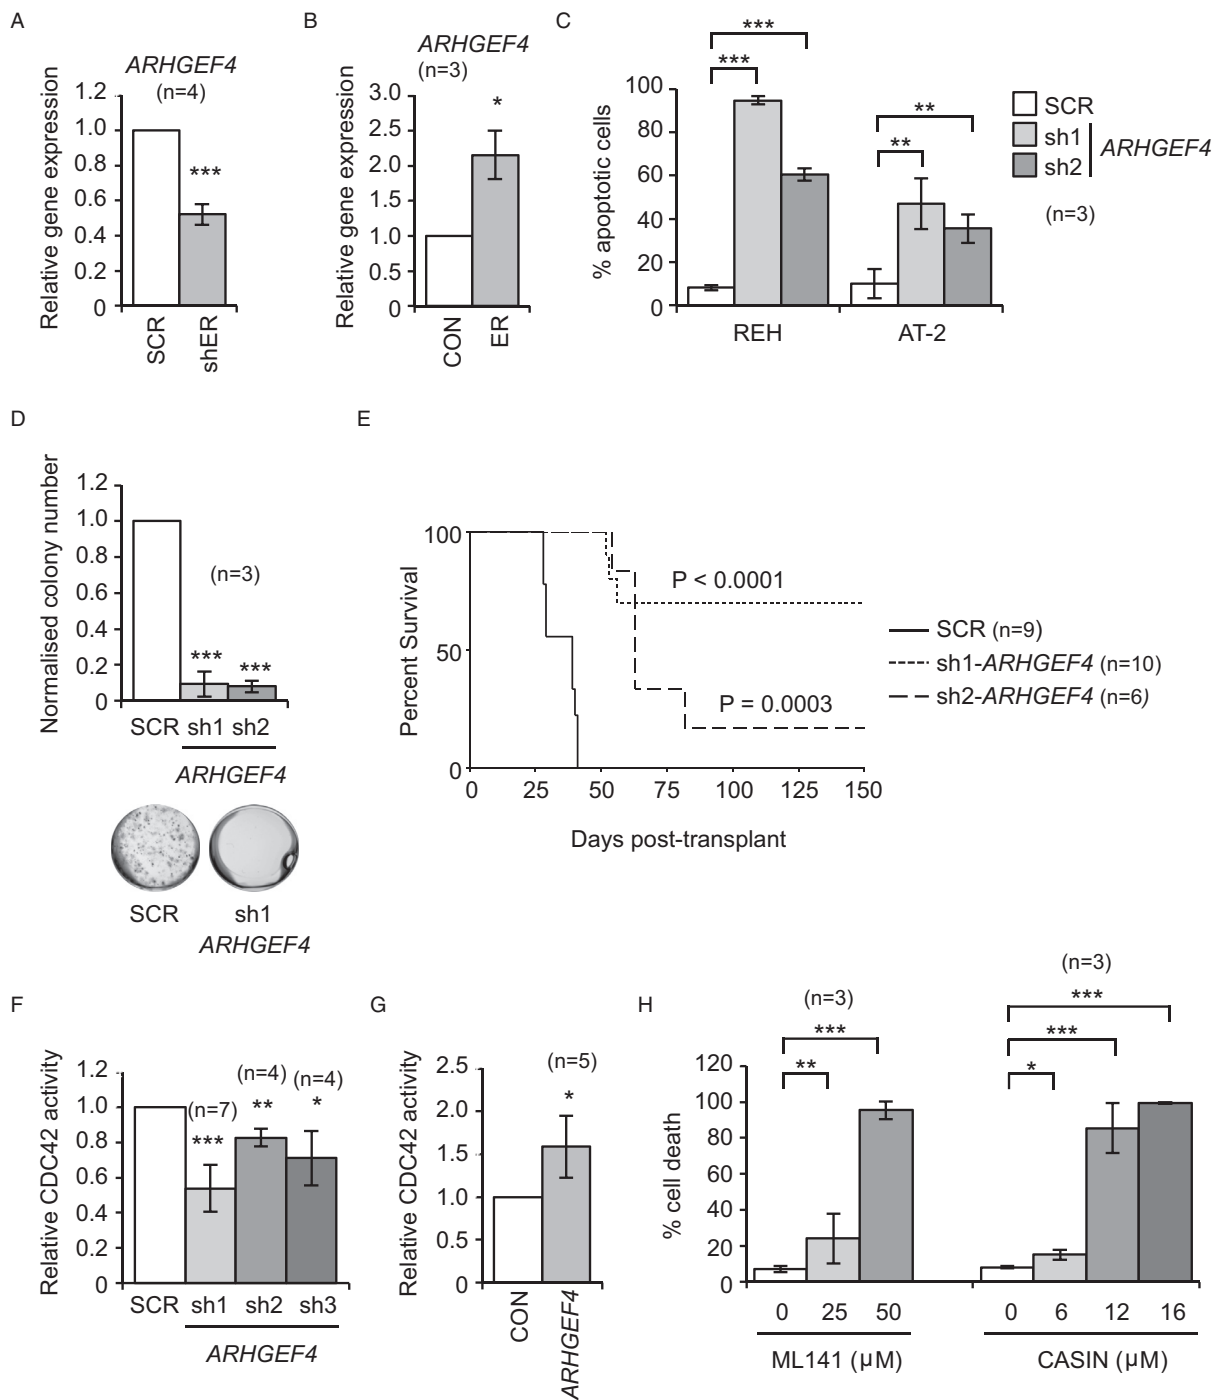 A
ARHGEF4
(n=4)
Relative gene expression
1.2
1.0
0.8
0.6
0.4
0.2
0
***
SCR
shER
B
ARHGEF4
(n=3)
Relative gene expression
3.0
2.5
2.0
1.5
1.0
0.5
0
*
CON
ER
C
% apoptotic cells
100
80
60
40
20
0
***
***
**
**
REH
AT-2
SCR
sh1
sh2
ARHGEF4
(n=3)
D
Normalised colony number
1.2
1.0
0.8
0.6
0.4
0.2
0
(n=3)
***
***
SCR sh1 sh2
ARHGEF4
SCR
sh1
ARHGEF4
E
Percent Survival
100
50
0
0 25 50 75 100 125 150
Days post-transplant
P < 0.0001
P = 0.0003
SCR (n=9)
sh1-ARHGEF4 (n=10)
sh2-ARHGEF4 (n=6)
F
Relative CDC42 activity
1.2
1.0
0.8
0.6
0.4
0.2
0
(n=7)
***
(n=4)
**
(n=4)
*
SCR sh1 sh2 sh3
ARHGEF4
G
Relative CDC42 activity
2.5
2.0
1.5
1.0
0.5
0
(n=5)
*
CON
ARHGEF4
H
% cell death
120
100
80
60
40
20
0
(n=3)
***
**
(n=3)
***
***
*
0 25 50
ML141 (µM)
0 6 12 16
CASIN (µM)